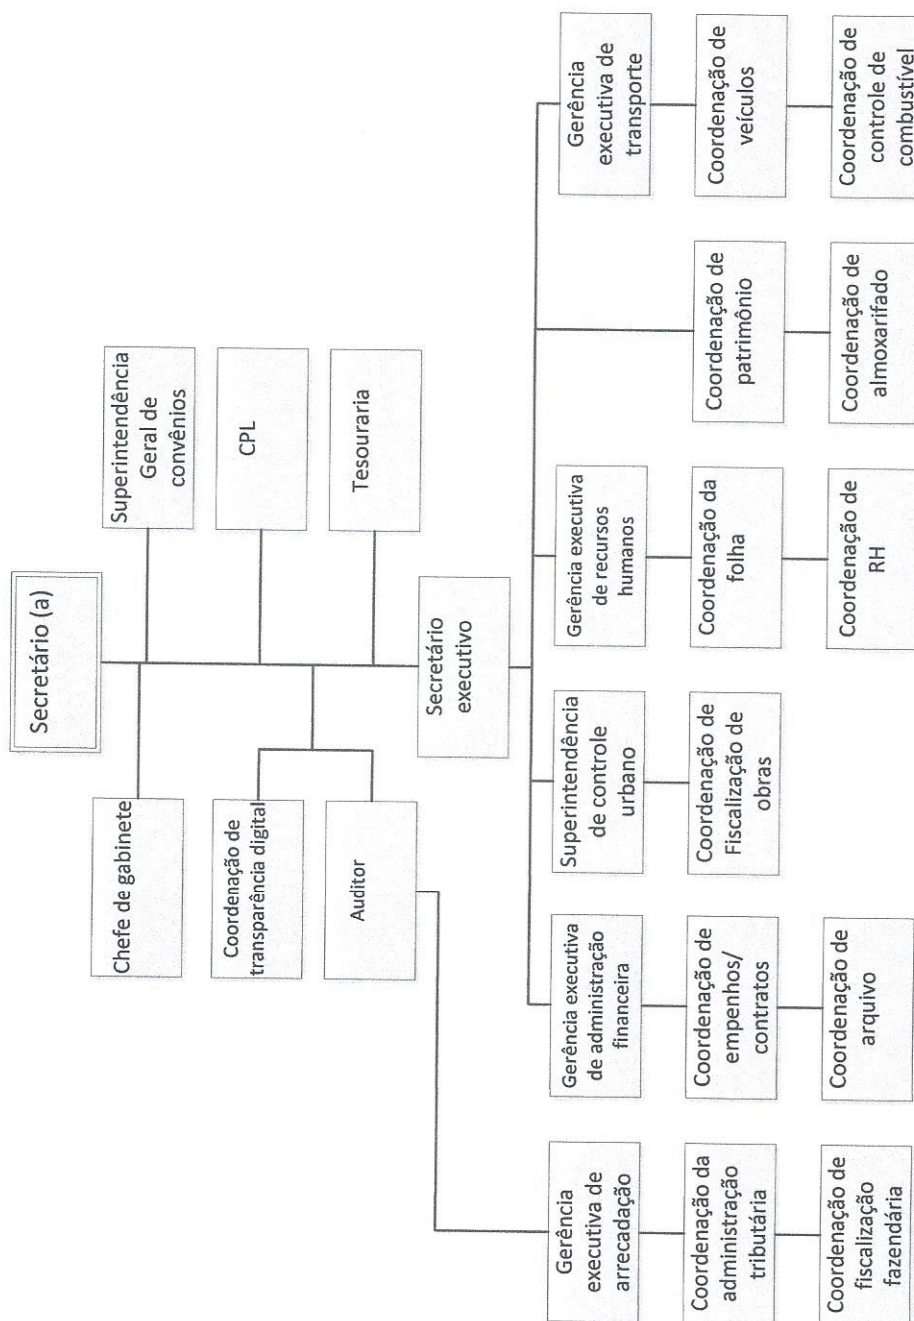 Secretário (a)
Superintendência
Geral de
convênios
Chefe de gabinete
CPL
Coordenação de
transparência digital
Tesouraria
Auditor
Secretário
executivo
Gerência
executiva de
arrecadação
Gerência executiva
de administração
financeira
Superintendência
de controle
urbano
Gerência executiva
de recursos
humanos
Gerência
executiva de
transporte
Coordenação da
administração
tributária
Coordenação de
empenhos/
contratos
Coordenação de
Fiscalização de
obras
Coordenação da
folha
Coordenação de
patrimônio
Coordenação de
veículos
Coordenação de
fiscalização
fazendária
Coordenação de
arquivo
Coordenação de
RH
Coordenação de
almoxarifado
Coordenação de
controle de
combustível